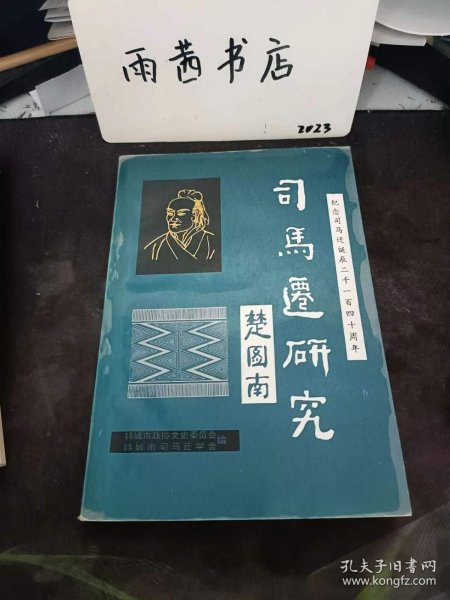 雨茜书店
2023
纪念司马迁诞辰二千一百四十周年
司馬遷研究
楚图南
韩城市政协文史委员会
韩城市司马迁学会
编
孔夫子旧书网
www.kongfz.com